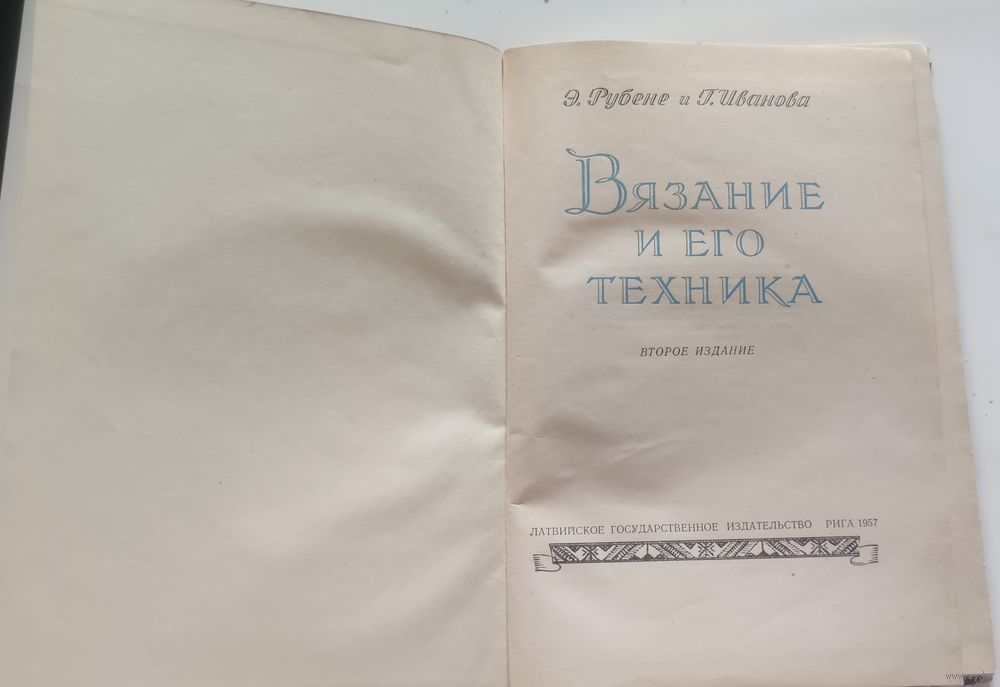 Э. Рубене и Г. Иванова
Вязание
и его
техника
ВТОРОЕ ИЗДАНИЕ
ЛАТВИЙСКОЕ ГОСУДАРСТВЕННОЕ ИЗДАТЕЛЬСТВО РИГА 1957